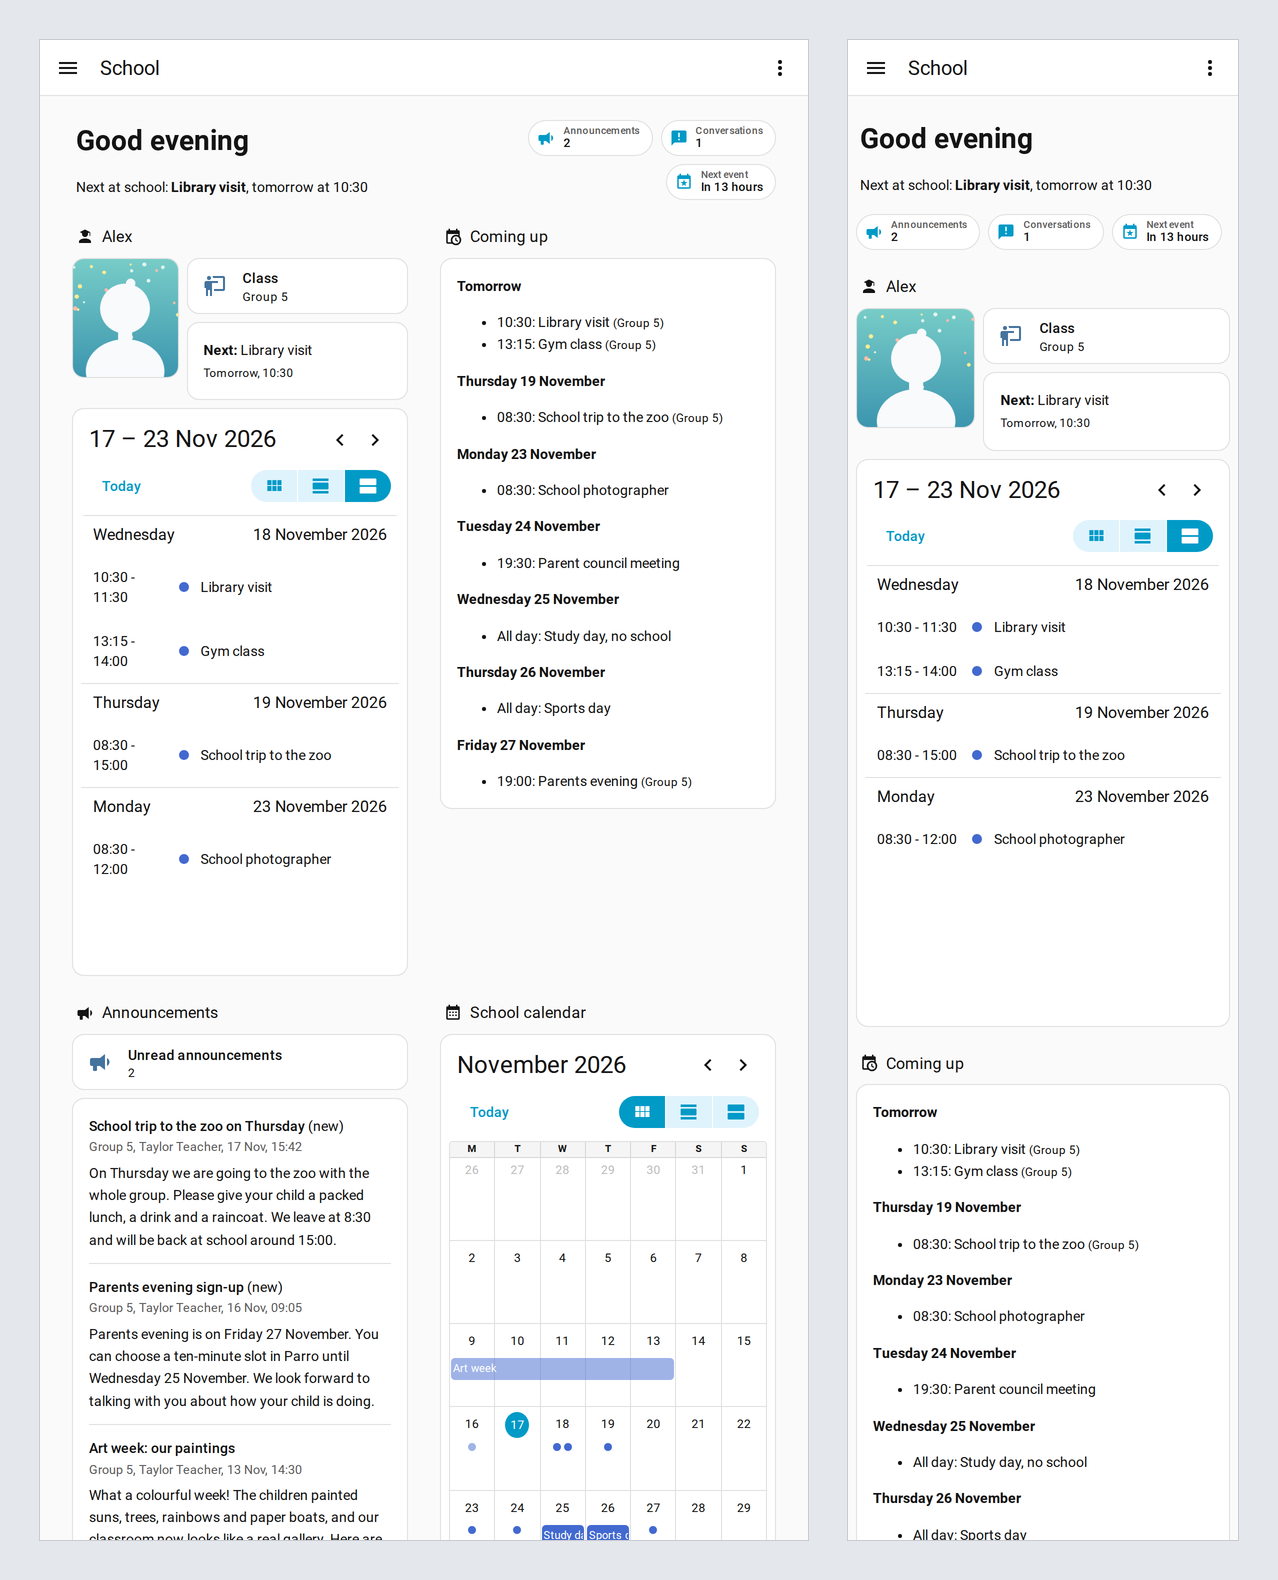 School
Good evening
Next at school: Library visit, tomorrow at 10:30
Announcements
2
Conversations
1
Next event
In 13 hours
Alex
Class
Group 5
Next: Library visit
Tomorrow, 10:30
17 – 23 Nov 2026
Today
Wednesday 18 November 2026
10:30 -
11:30
Library visit
13:15 -
14:00
Gym class
Thursday 19 November 2026
08:30 -
15:00
School trip to the zoo
Monday 23 November 2026
08:30 -
12:00
School photographer
Coming up
Tomorrow
• 10:30: Library visit (Group 5)
• 13:15: Gym class (Group 5)
Thursday 19 November
• 08:30: School trip to the zoo (Group 5)
Monday 23 November
• 08:30: School photographer
Tuesday 24 November
• 19:30: Parent council meeting
Wednesday 25 November
• All day: Study day, no school
Thursday 26 November
• All day: Sports day
Friday 27 November
• 19:00: Parents evening (Group 5)
Announcements
Unread announcements
2
School trip to the zoo on Thursday (new)
Group 5, Taylor Teacher, 17 Nov, 15:42
On Thursday we are going to the zoo with the
whole group. Please give your child a packed
lunch, a drink and a raincoat. We leave at 8:30
and will be back at school around 15:00.
Parents evening sign-up (new)
Group 5, Taylor Teacher, 16 Nov, 09:05
Parents evening is on Friday 27 November. You
can choose a ten-minute slot in Parro until
Wednesday 25 November. We look forward to
talking with you about how your child is doing.
Art week: our paintings
Group 5, Taylor Teacher, 13 Nov, 14:30
What a colourful week! The children painted
suns, trees, rainbows and paper boats, and our
classroom now looks like a real gallery. Here are
School calendar
November 2026
Today
M T W T F S S
26 27 28 29 30 31 1
2 3 4 5 6 7 8
9 10 11 12 13 14 15
Art week
16 17 18 19 20 21 22
23 24 25 26 27 28 29
Study da Sports d
School
Good evening
Next at school: Library visit, tomorrow at 10:30
Announcements
2
Conversations
1
Next event
In 13 hours
Alex
Class
Group 5
Next: Library visit
Tomorrow, 10:30
17 – 23 Nov 2026
Today
Wednesday 18 November 2026
10:30 - 11:30 Library visit
13:15 - 14:00 Gym class
Thursday 19 November 2026
08:30 - 15:00 School trip to the zoo
Monday 23 November 2026
08:30 - 12:00 School photographer
Coming up
Tomorrow
• 10:30: Library visit (Group 5)
• 13:15: Gym class (Group 5)
Thursday 19 November
• 08:30: School trip to the zoo (Group 5)
Monday 23 November
• 08:30: School photographer
Tuesday 24 November
• 19:30: Parent council meeting
Wednesday 25 November
• All day: Study day, no school
Thursday 26 November
• All day: Sports day